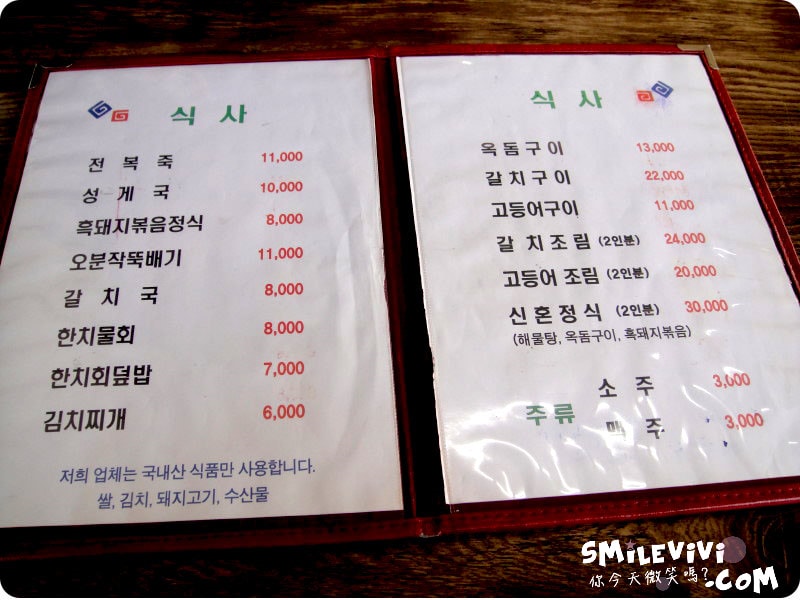 식 사
전 복 죽 11,000
성 게 국 10,000
흑돼지볶음정식 8,000
오분작뚝배기 11,000
갈 치 국 8,000
한치물회 8,000
한치회덮밥 7,000
김치찌개 6,000
저희 업체는 국내산 식품만 사용합니다.
쌀, 김치, 돼지고기, 수산물
식 사
옥돔구이 13,000
갈치구이 22,000
고등어구이 11,000
갈 치조림 (2인분) 24,000
고등어 조림 (2인분) 20,000
신 혼 정 식 (2인분) 30,000
(해물탕, 옥돔구이, 흑돼지볶음)
주류
소 주 3,000
맥 주 3,000
SMiLEViVi
你今天微笑嗎?
.COM